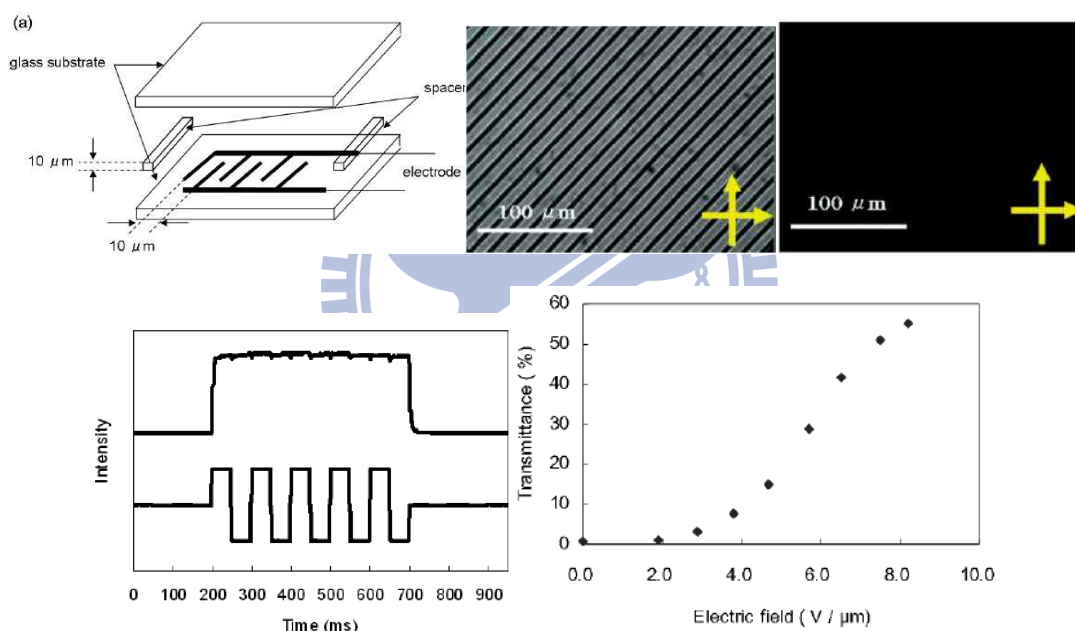 (a)
glass substrate
spacer
10 μm
electrode
10 μm
100 μm
100 μm
Intensity
0 100 200 300 400 500 600 700 800 900
Time (ms)
Transmittance ( %)
60
50
40
30
20
10
0
0.0 2.0 4.0 6.0 8.0 10.0
Electric field ( V / μm)